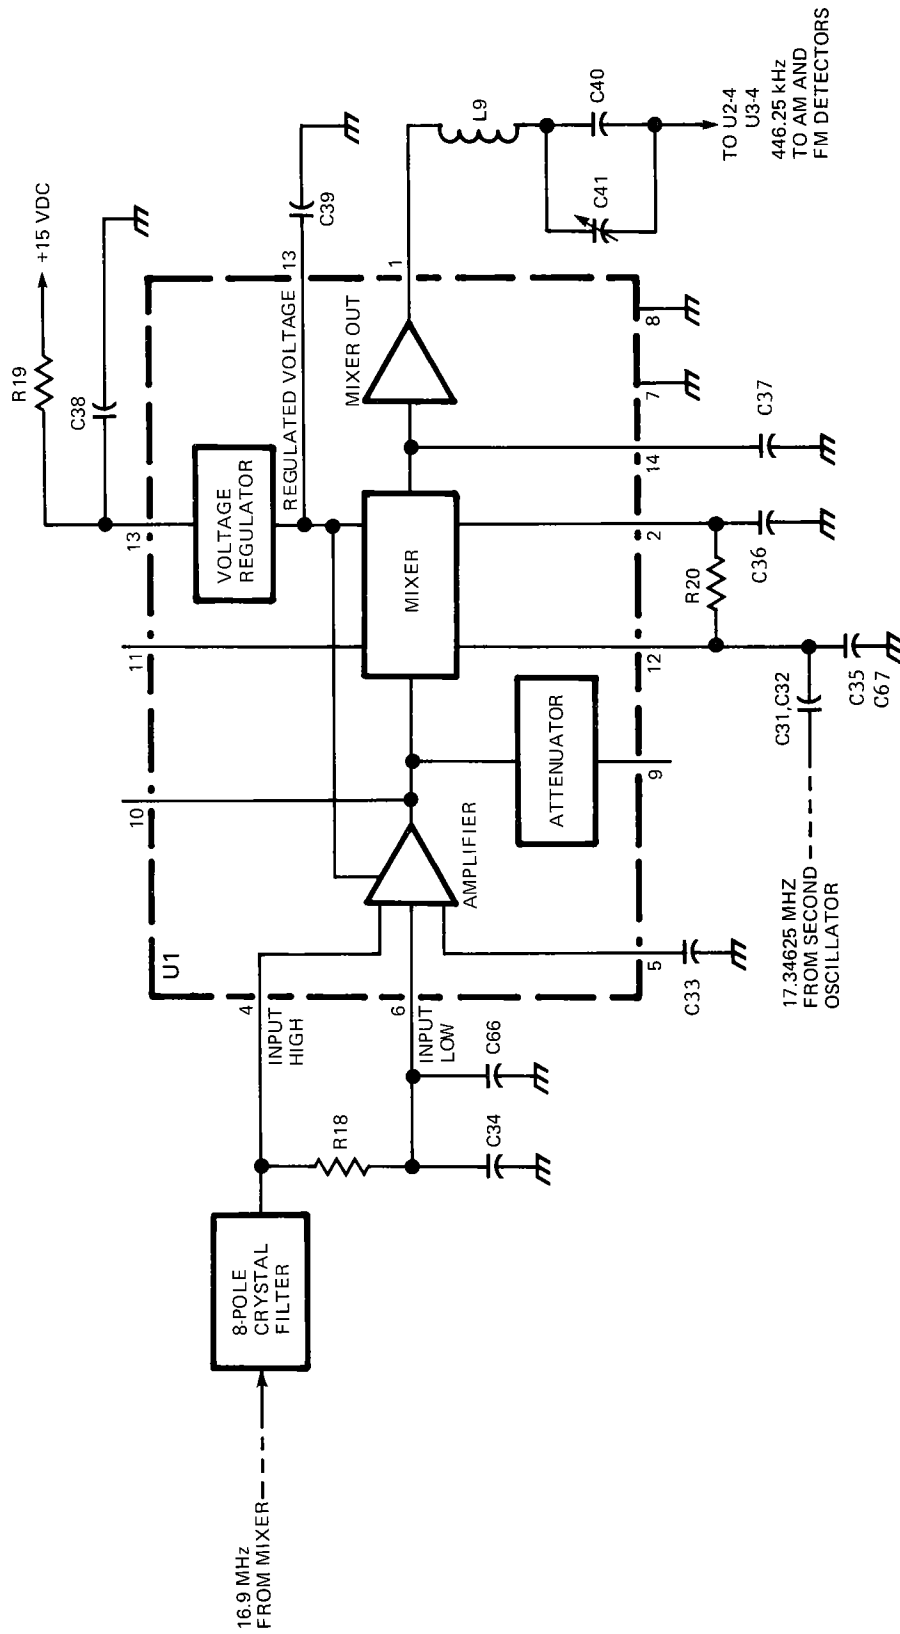 16.9 MHz
FROM MIXER
8-POLE
CRYSTAL
FILTER
R18
C34
C66
4
INPUT
HIGH
6
INPUT
LOW
U1
5
C33
AMPLIFIER
10
ATTENUATOR
9
17.34625 MHZ
FROM SECOND
OSCILLATOR
C31,C32
C35
C67
11
12
MIXER
R20
2
C36
13
VOLTAGE
REGULATOR
R19
+15 VDC
C38
REGULATED VOLTAGE
13
C39
14
C37
MIXER OUT
7
8
1
L9
C41
C40
TO U2-4
U3-4
446.25 kHz
TO AM AND
FM DETECTORS